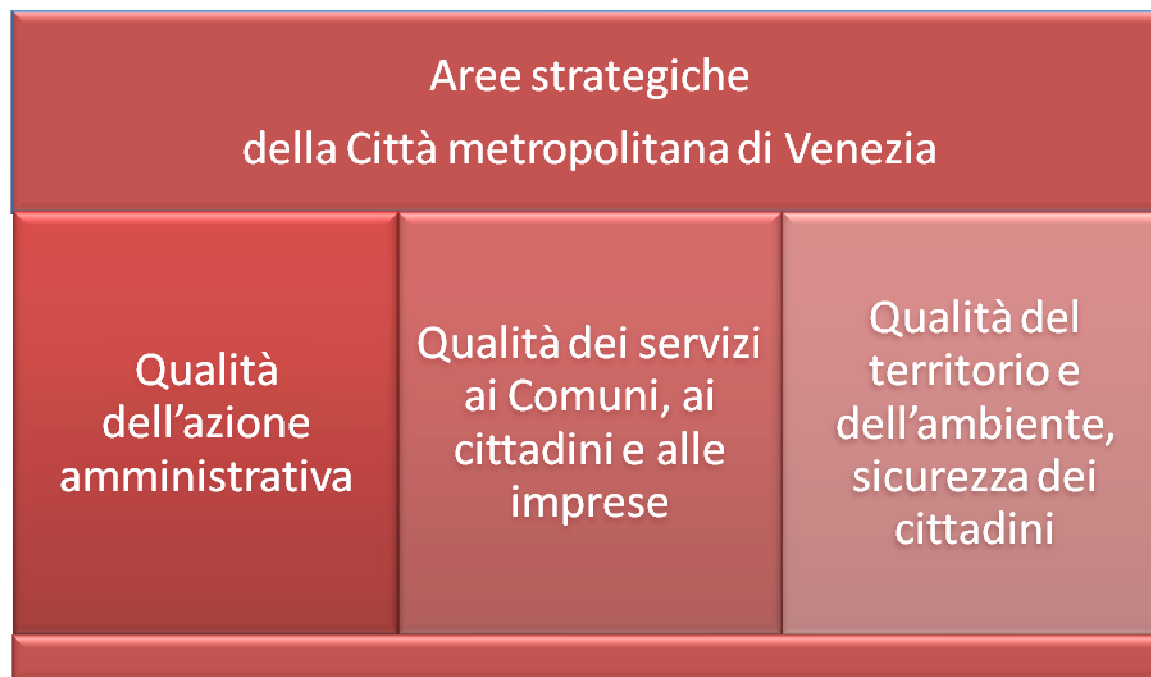 Aree strategiche
della Città metropolitana di Venezia
Qualità
dell’azione
amministrativa
Qualità dei servizi
ai Comuni, ai
cittadini e alle
imprese
Qualità del
territorio e
dell’ambiente,
sicurezza dei
cittadini